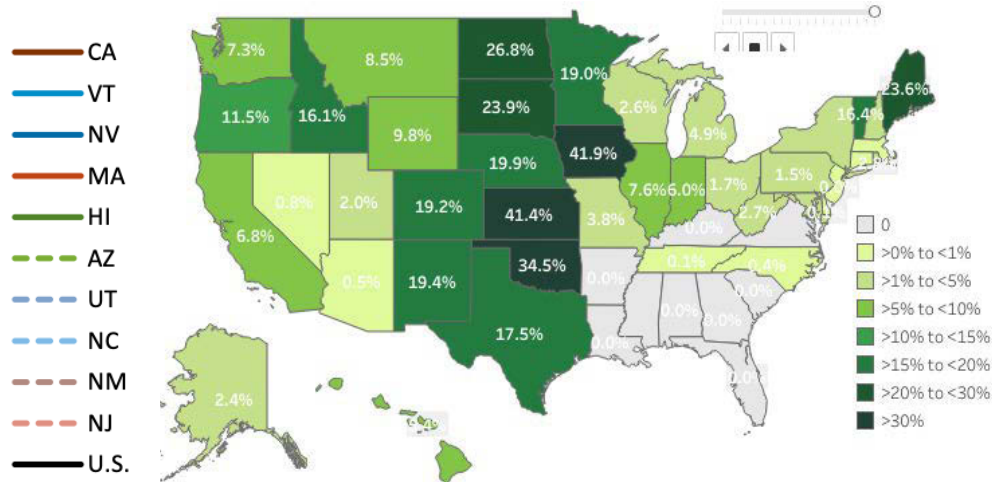 CA
VT
NV
MA
HI
AZ
UT
NC
NM
NJ
U.S.
7.3%
8.5%
26.8%
19.0%
23.6%
11.5%
16.1%
23.9%
2.6%
4.9%
16.4%
9.8%
19.9%
41.9%
7.6%
6.0%
1.7%
1.5%
6.8%
0.8%
2.0%
19.2%
41.4%
3.8%
2.7%
0.0%
0.5%
19.4%
34.5%
0.0%
0.1%
0.4%
17.5%
0.0%
0.0%
0.0%
0.0%
0.0%
2.4%
0
>0% to <1%
>1% to <5%
>5% to <10%
>10% to <15%
>15% to <20%
>20% to <30%
>30%